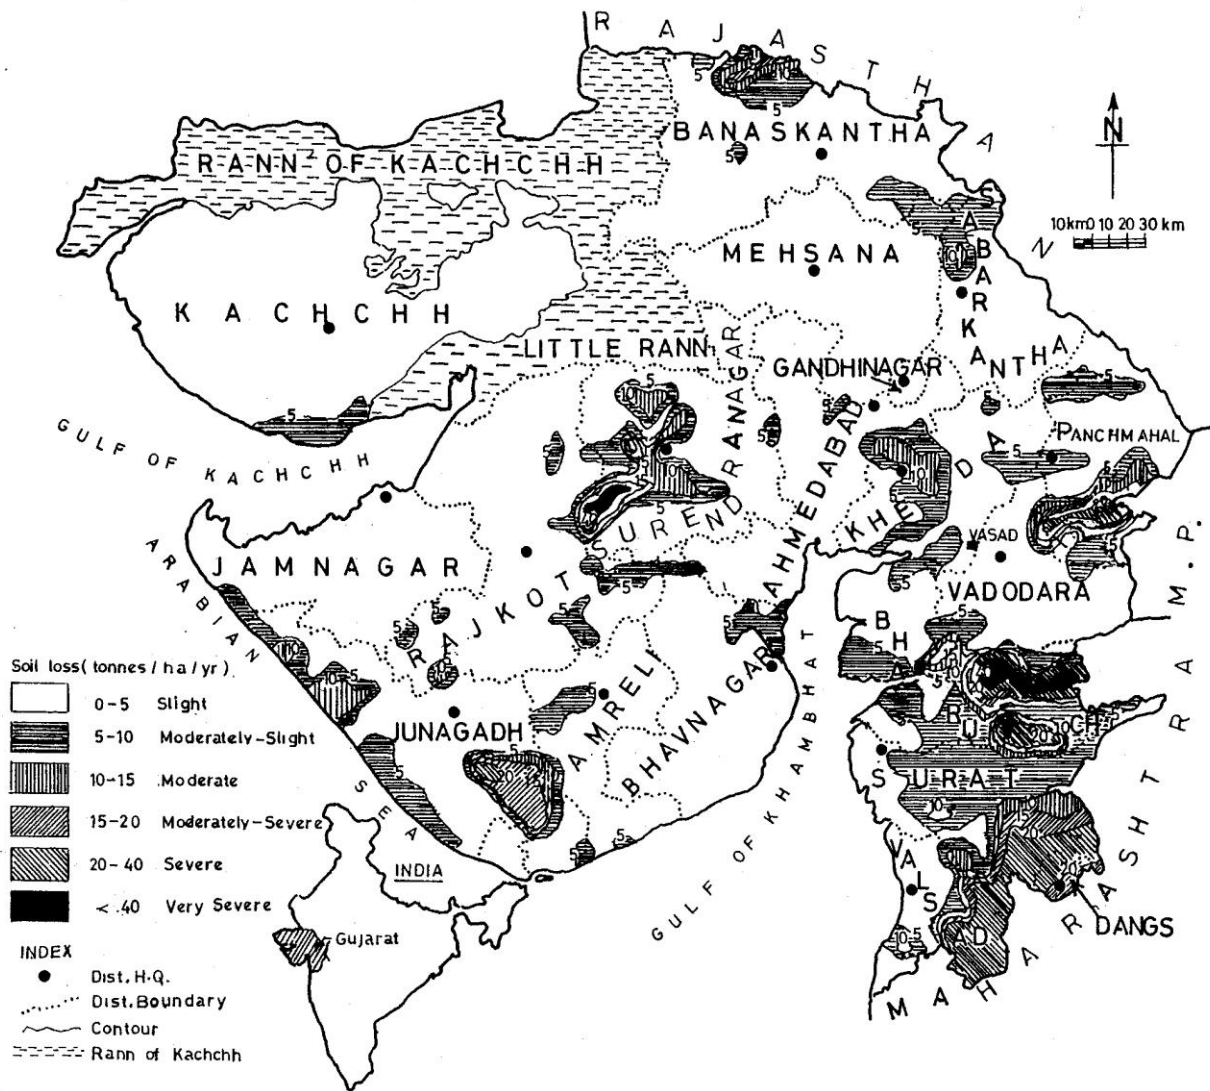 RAJASTHAN
BANASKANTHA
RANN OF KACHCHH
N
SABARKANTHA
10km 0 10 20 30 km
MEHSANA
KACHCHH
LITTLE RANN
GANDHINAGAR
GULF OF KACHCHH
PANCHMAHAL
SURENDRANAGAR
AHMEDABAD
KHEDA
VASAD
JAMNAGAR
VADODARA
RAJKOT
ARABIAN SEA
BHARUCH
M.P.
AMRELI
BHAVNAGAR
JUNAGADH
GULF OF KHAMBHAT
SURAT
VALSAD
DANGS
MAHARASHTRA
Soil loss (tonnes / ha / yr)
0-5 Slight
5-10 Moderately-Slight
10-15 Moderate
15-20 Moderately-Severe
20-40 Severe
< 40 Very Severe
INDIA
Gujarat
INDEX
Dist. H.Q.
Dist. Boundary
Contour
Rann of Kachchh